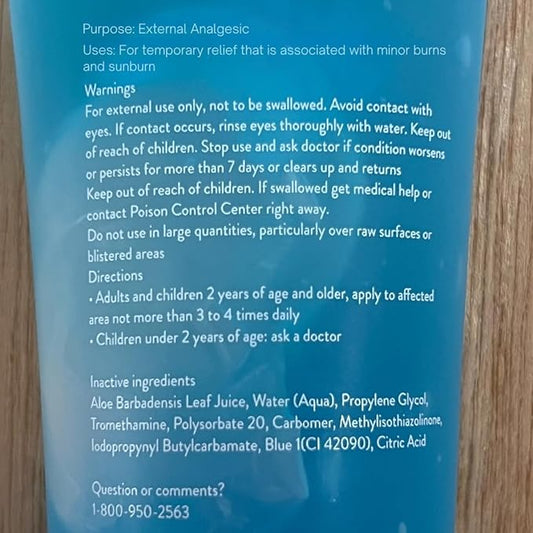 Purpose: External Analgesic
Uses: For temporary relief that is associated with minor burns
and sunburn
Warnings
For external use only, not to be swallowed. Avoid contact with
eyes. If contact occurs, rinse eyes thoroughly with water. Keep out
of reach of children. Stop use and ask doctor if condition worsens
or persists for more than 7 days or clears up and returns
Keep out of reach of children. If swallowed get medical help or
contact Poison Control Center right away.
Do not use in large quantities, particularly over raw surfaces or
blistered areas
Directions
• Adults and children 2 years of age and older, apply to affected
area not more than 3 to 4 times daily
• Children under 2 years of age: ask a doctor
Inactive ingredients
Aloe Barbadensis Leaf Juice, Water (Aqua), Propylene Glycol,
Tromethamine, Polysorbate 20, Carbomer, Methylisothiazolinone,
Iodopropynyl Butylcarbamate, Blue 1(CI 42090), Citric Acid
Question or comments?
1-800-950-2563